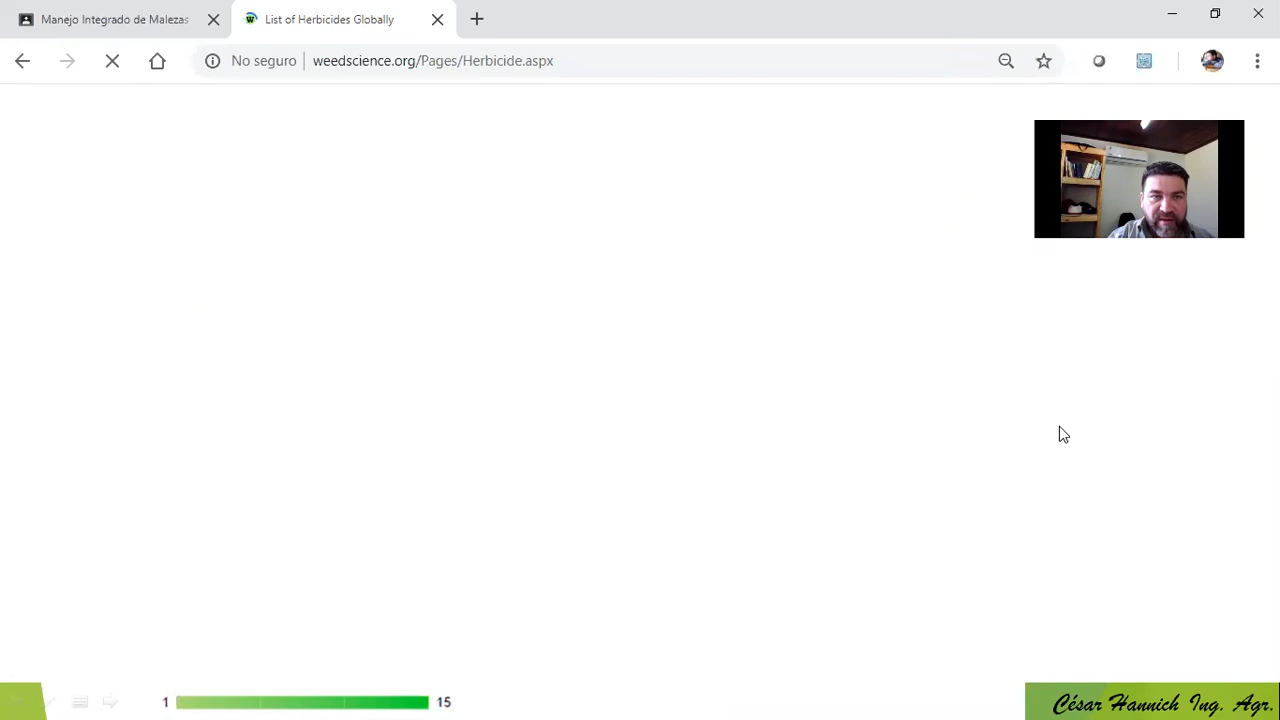 Manejo Integrado de Malezas
List of Herbicides Globally
No seguro
weedscience.org/Pages/Herbicide.aspx
1
15
César Hannich Ing. Agr.